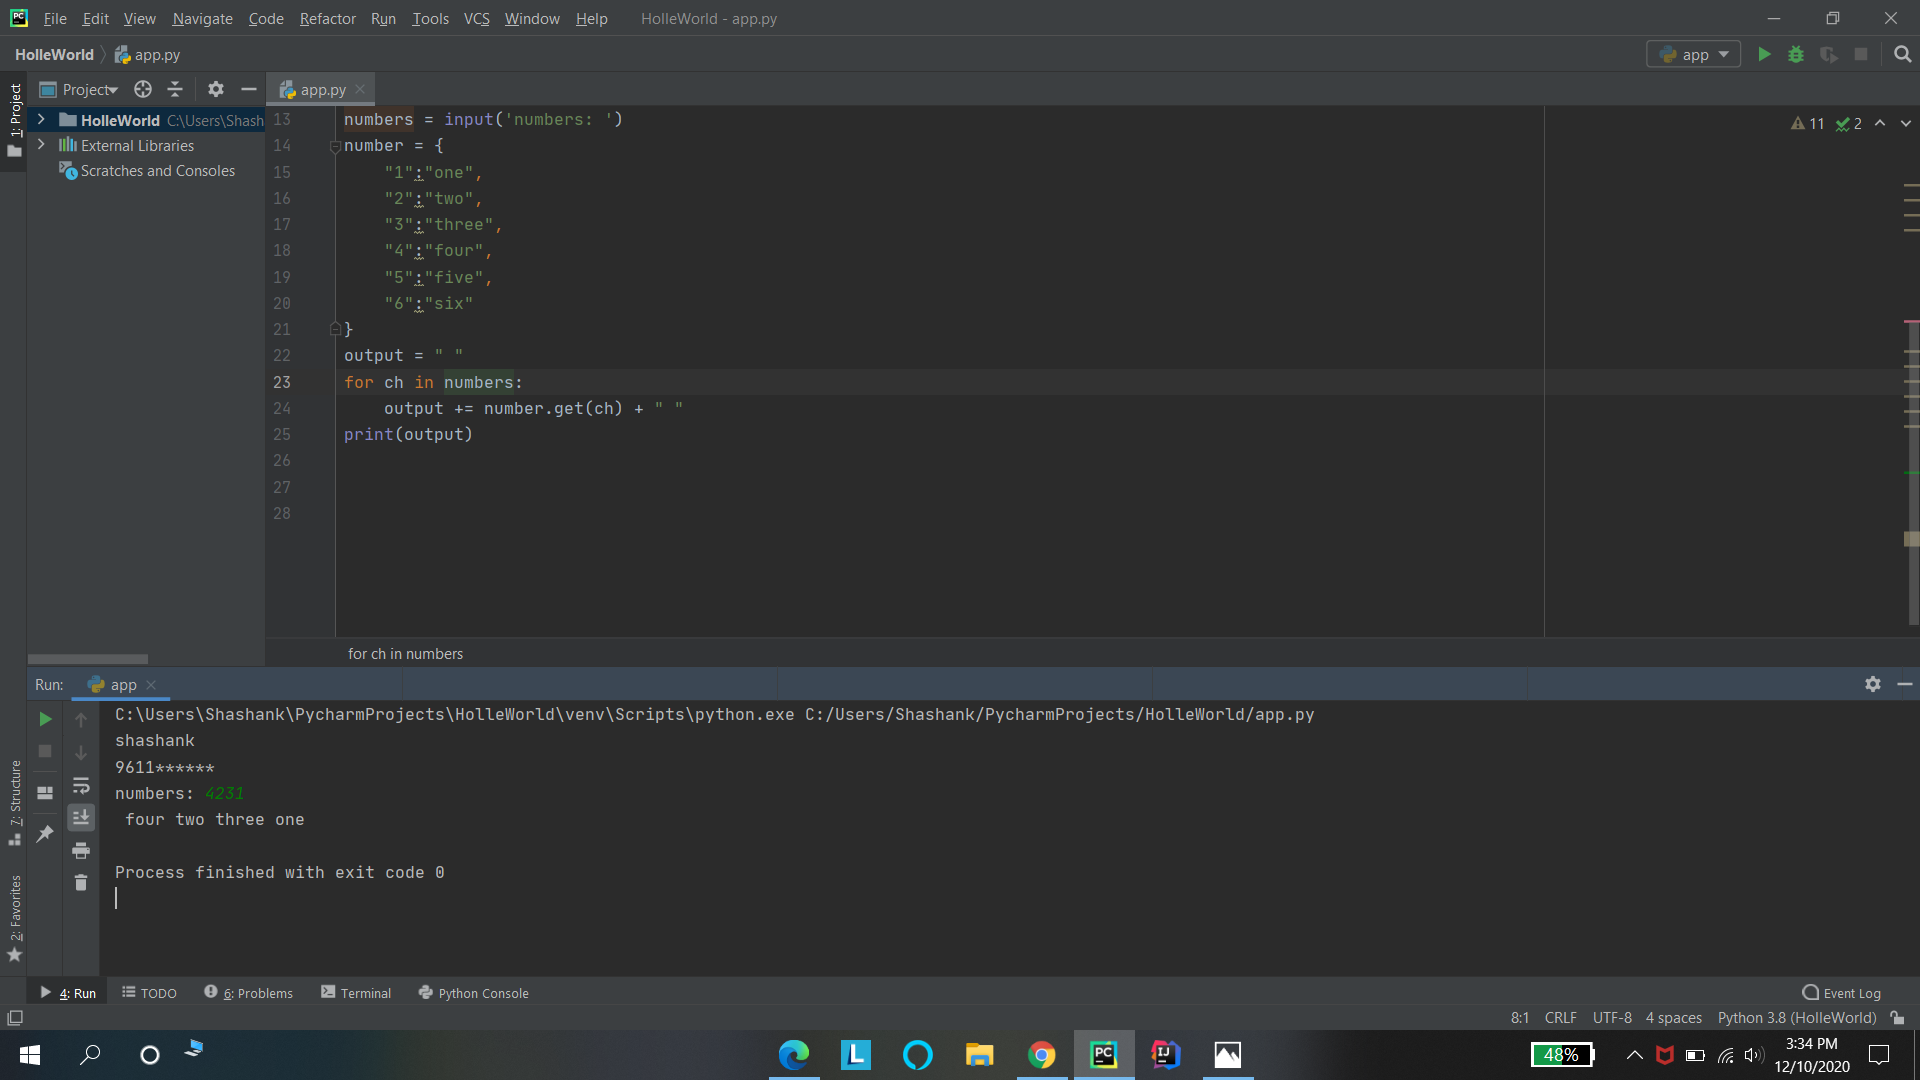 File Edit View Navigate Code Refactor Run Tools VCS Window Help HolleWorld - app.py
HolleWorld app.py app
1: Project
Project
app.py
HolleWorld C:\Users\Shash
External Libraries
Scratches and Consoles
11 2
13 numbers = input('numbers: ')
14 number = {
15 "1":"one",
16 "2":"two",
17 "3":"three",
18 "4":"four",
19 "5":"five",
20 "6":"six"
21 }
22 output = " "
23 for ch in numbers:
24 output += number.get(ch) + " "
25 print(output)
26
27
28
for ch in numbers
Run: app
C:\Users\Shashank\PycharmProjects\HolleWorld\venv\Scripts\python.exe C:/Users/Shashank/PycharmProjects/HolleWorld/app.py
shashank
9611******
numbers: 4231
four two three one
Process finished with exit code 0
7: Structure
2: Favorites
4: Run TODO 6: Problems Terminal Python Console Event Log
8:1 CRLF UTF-8 4 spaces Python 3.8 (HolleWorld)
L PC IJ 48% 3:34 PM
12/10/2020